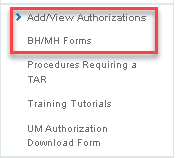 Add/View Authorizations
BH/MH Forms
Procedures Requiring a
TAR
Training Tutorials
UM Authorization
Download Form